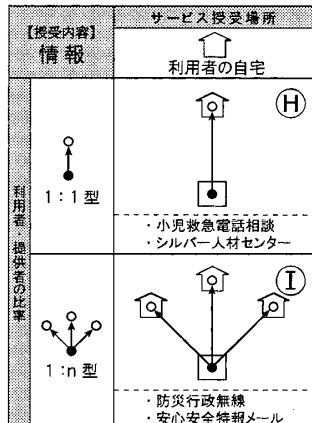 【授受内容】
情報
サービス授受場所
利用者の自宅
利用者・提供者の比率
1:1型
H
・小児救急電話相談
・シルバー人材センター
1:n型
I
・防災行政無線
・安心安全特報メール